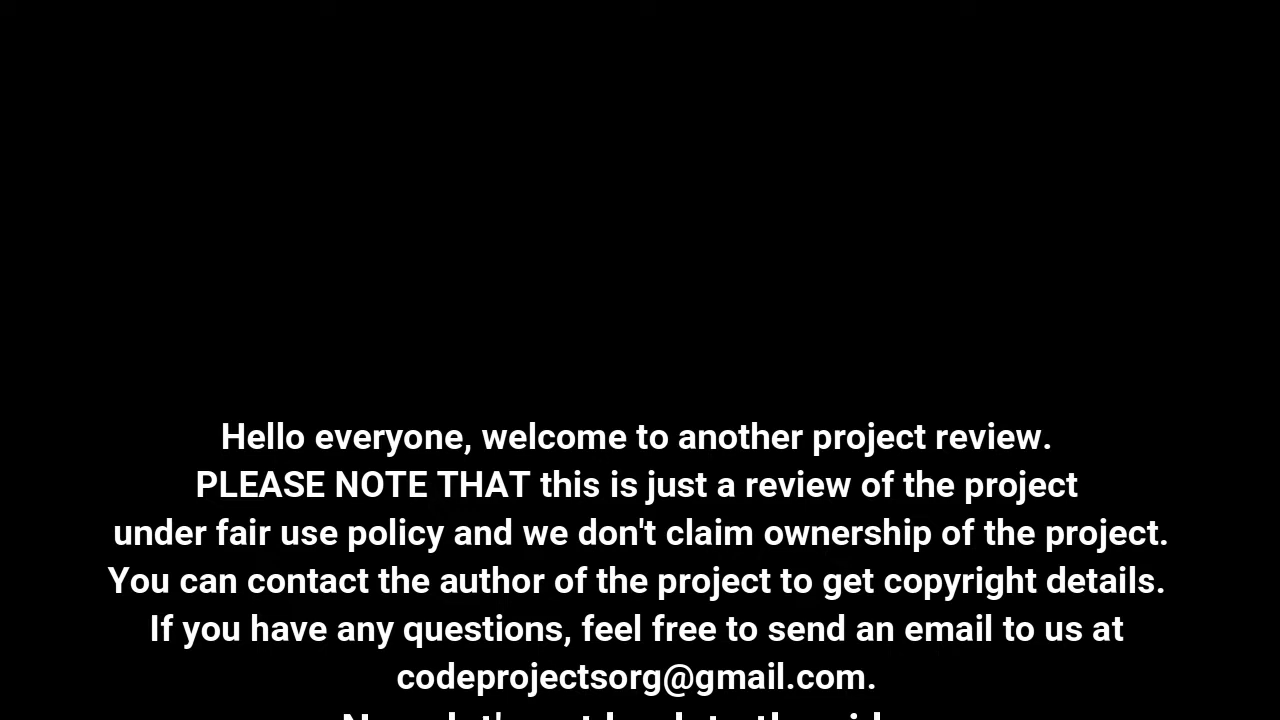 Hello everyone, welcome to another project review.
PLEASE NOTE THAT this is just a review of the project
under fair use policy and we don't claim ownership of the project.
You can contact the author of the project to get copyright details.
If you have any questions, feel free to send an email to us at
codeprojectsorg@gmail.com.